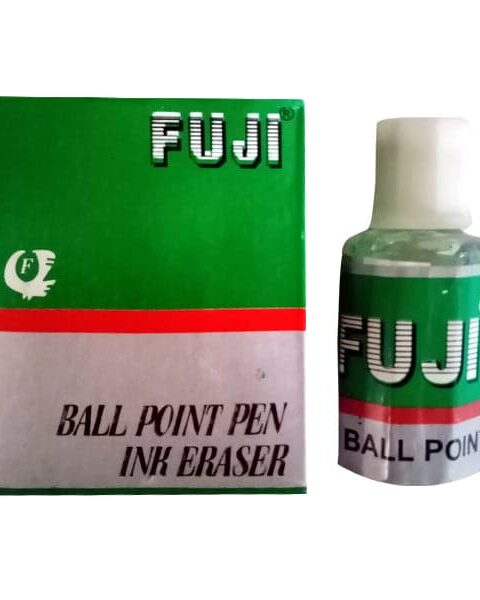 FUJI®
F
BALL POINT PEN
INK ERASER
FUJI
BALL POINT